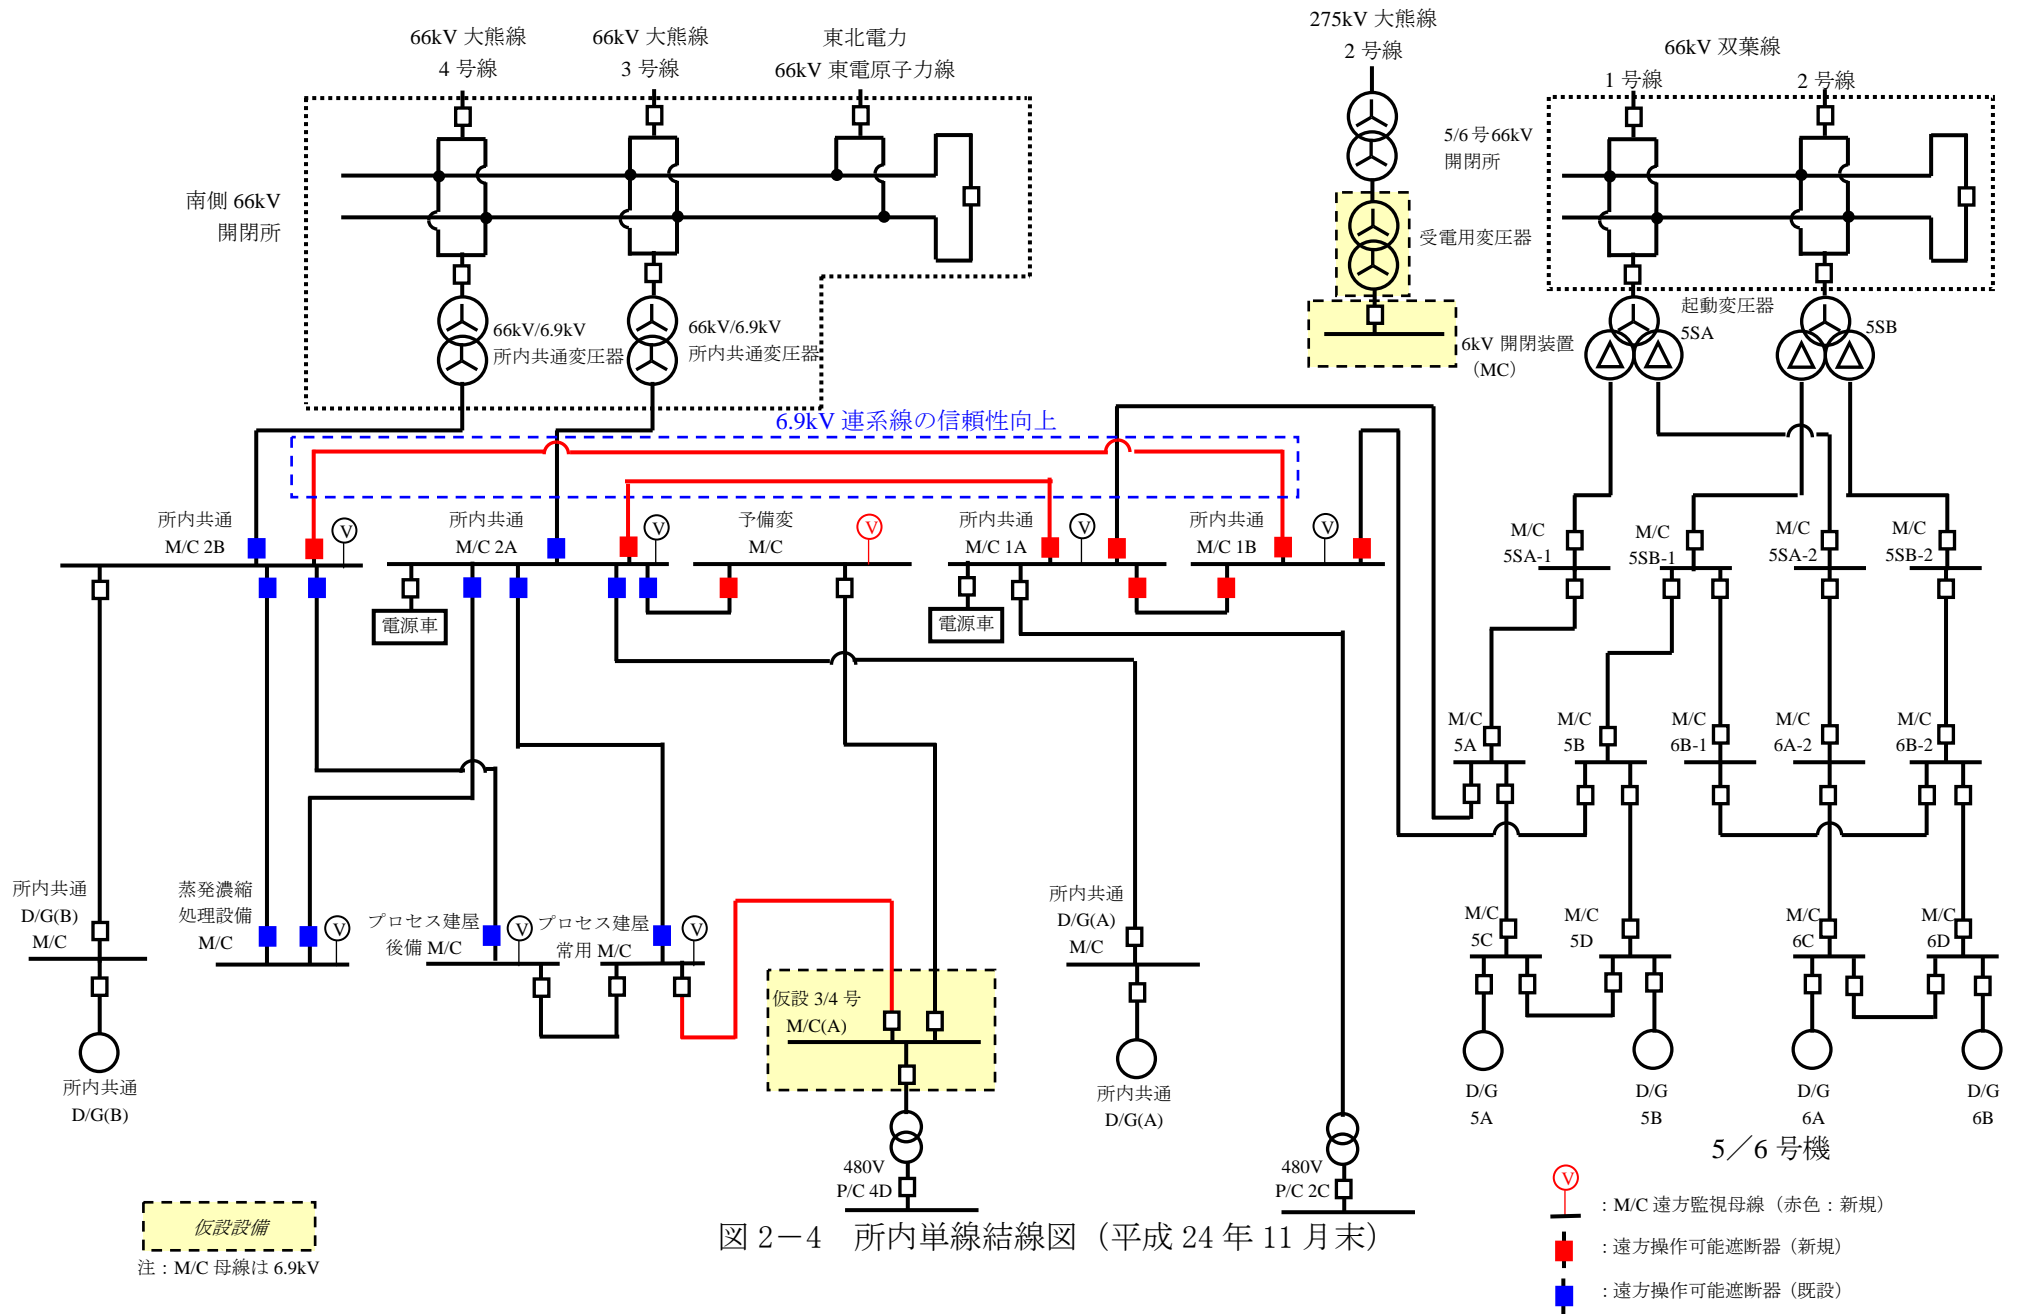 66kV 大熊線
4 号線
66kV 大熊線
3 号線
東北電力
66kV 東電原子力線
275kV 大熊線
2 号線
66kV 双葉線
1 号線
2 号線
南側 66kV
開閉所
5/6 号 66kV
開閉所
受電用変圧器
66kV/6.9kV
所内共通変圧器
66kV/6.9kV
所内共通変圧器
6kV 開閉装置
（MC）
起動変圧器
5SA
5SB
6.9kV 連系線の信頼性向上
所内共通
M/C 2B
V
所内共通
M/C 2A
V
予備変
M/C
V
所内共通
M/C 1A
V
所内共通
M/C 1B
V
M/C
5SA-1
M/C
5SB-1
M/C
5SA-2
M/C
5SB-2
電源車
電源車
M/C
5A
M/C
5B
M/C
6B-1
M/C
6A-2
M/C
6B-2
所内共通
D/G(B)
M/C
蒸発濃縮
処理設備
M/C
V
プロセス建屋
後備 M/C
V
プロセス建屋
常用 M/C
V
所内共通
D/G(A)
M/C
M/C
5C
M/C
5D
M/C
6C
M/C
6D
仮設 3/4 号
M/C(A)
所内共通
D/G(B)
所内共通
D/G(A)
D/G
5A
D/G
5B
D/G
6A
D/G
6B
5／6 号機
480V
P/C 4D
480V
P/C 2C
仮設設備
注：M/C 母線は 6.9kV
図 2－4　所内単線結線図（平成 24 年 11 月末）
V
：M/C 遠方監視母線（赤色：新規）
：遠方操作可能遮断器（新規）
：遠方操作可能遮断器（既設）